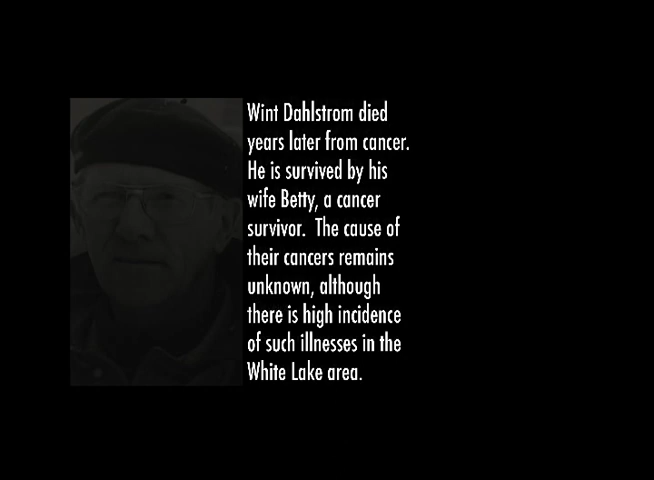 Wint Dahlstrom died
years later from cancer.
He is survived by his
wife Betty, a cancer
survivor.  The cause of
their cancers remains
unknown, although
there is high incidence
of such illnesses in the
White Lake area.